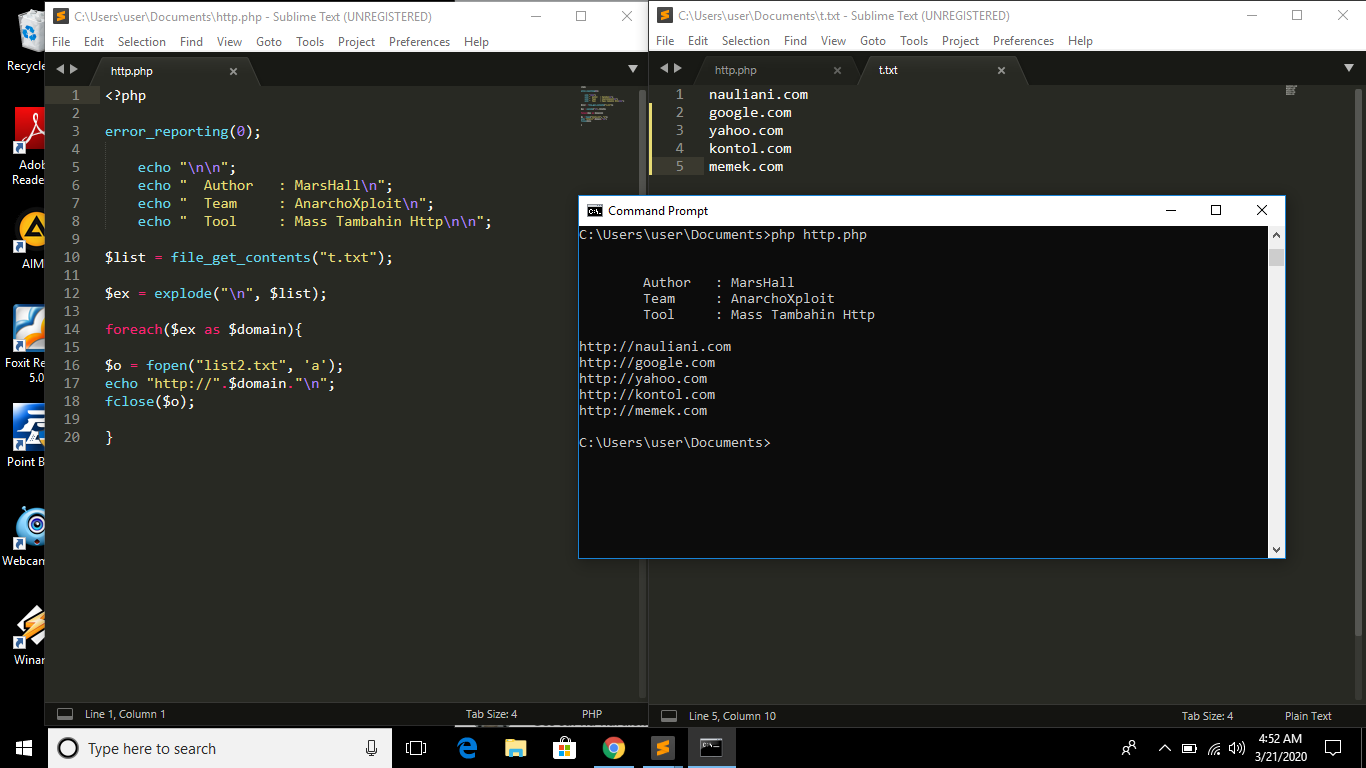 Recycle
Adob
Reade
AIM
Foxit Re
5.0
Point B
Webcam
Winar
C:\Users\user\Documents\http.php - Sublime Text (UNREGISTERED)
File Edit Selection Find View Goto Tools Project Preferences Help
http.php
1 <?php
2
3 error_reporting(0);
4
5 echo "\n\n";
6 echo "  Author   : MarsHall\n";
7 echo "  Team     : AnarchoXploit\n";
8 echo "  Tool     : Mass Tambahin Http\n\n";
9
10 $list = file_get_contents("t.txt");
11
12 $ex = explode("\n", $list);
13
14 foreach($ex as $domain){
15
16 $o = fopen("list2.txt", 'a');
17 echo "http://".$domain."\n";
18 fclose($o);
19
20 }
Line 1, Column 1 Tab Size: 4 PHP
C:\Users\user\Documents\t.txt - Sublime Text (UNREGISTERED)
File Edit Selection Find View Goto Tools Project Preferences Help
http.php t.txt
1 nauliani.com
2 google.com
3 yahoo.com
4 kontol.com
5 memek.com
Command Prompt
C:\Users\user\Documents>php http.php
Author   : MarsHall
Team     : AnarchoXploit
Tool     : Mass Tambahin Http
http://nauliani.com
http://google.com
http://yahoo.com
http://kontol.com
http://memek.com
C:\Users\user\Documents>
Line 5, Column 10 Tab Size: 4 Plain Text
Type here to search
4:52 AM
3/21/2020